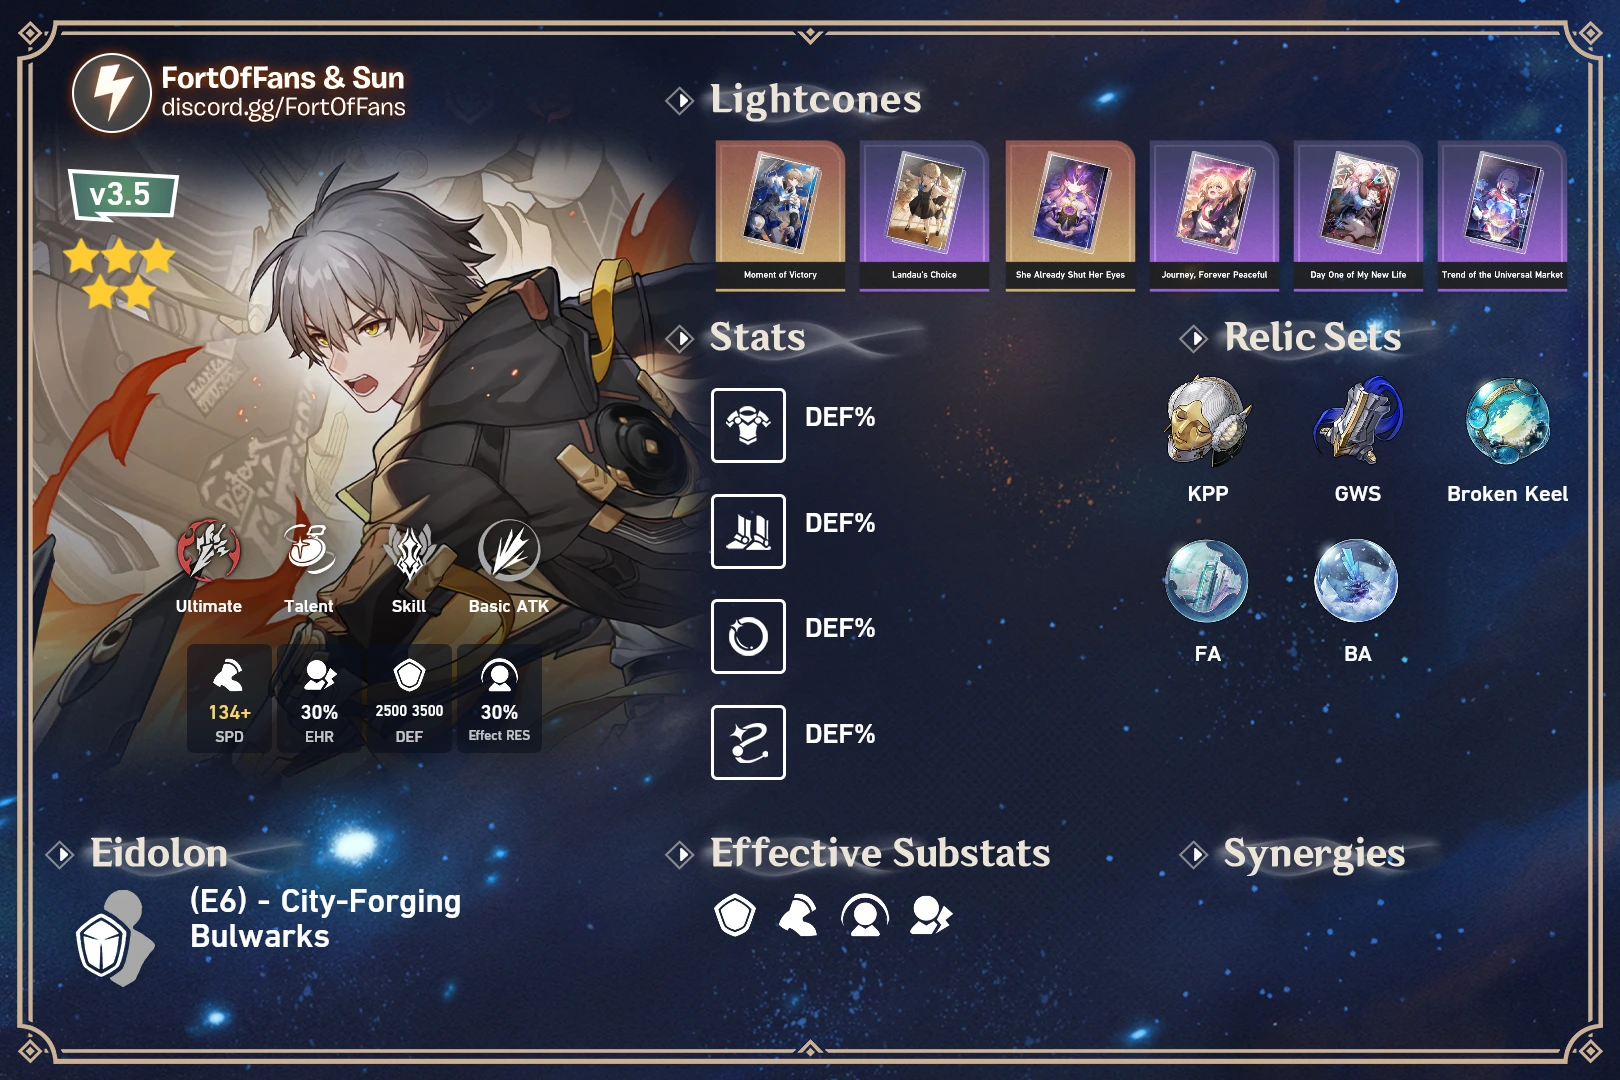 FortOfFans & Sun
discord.gg/FortOfFans
v3.5
Ultimate
Talent
Skill
Basic ATK
134+
SPD
30%
EHR
2500 3500
DEF
30%
Effect RES
Eidolon
(E6) - City-Forging
Bulwarks
Lightcones
Moment of Victory
Landau's Choice
She Already Shut Her Eyes
Journey, Forever Peaceful
Day One of My New Life
Trend of the Universal Market
Stats
DEF%
DEF%
DEF%
DEF%
Relic Sets
KPP
GWS
Broken Keel
FA
BA
Effective Substats
Synergies